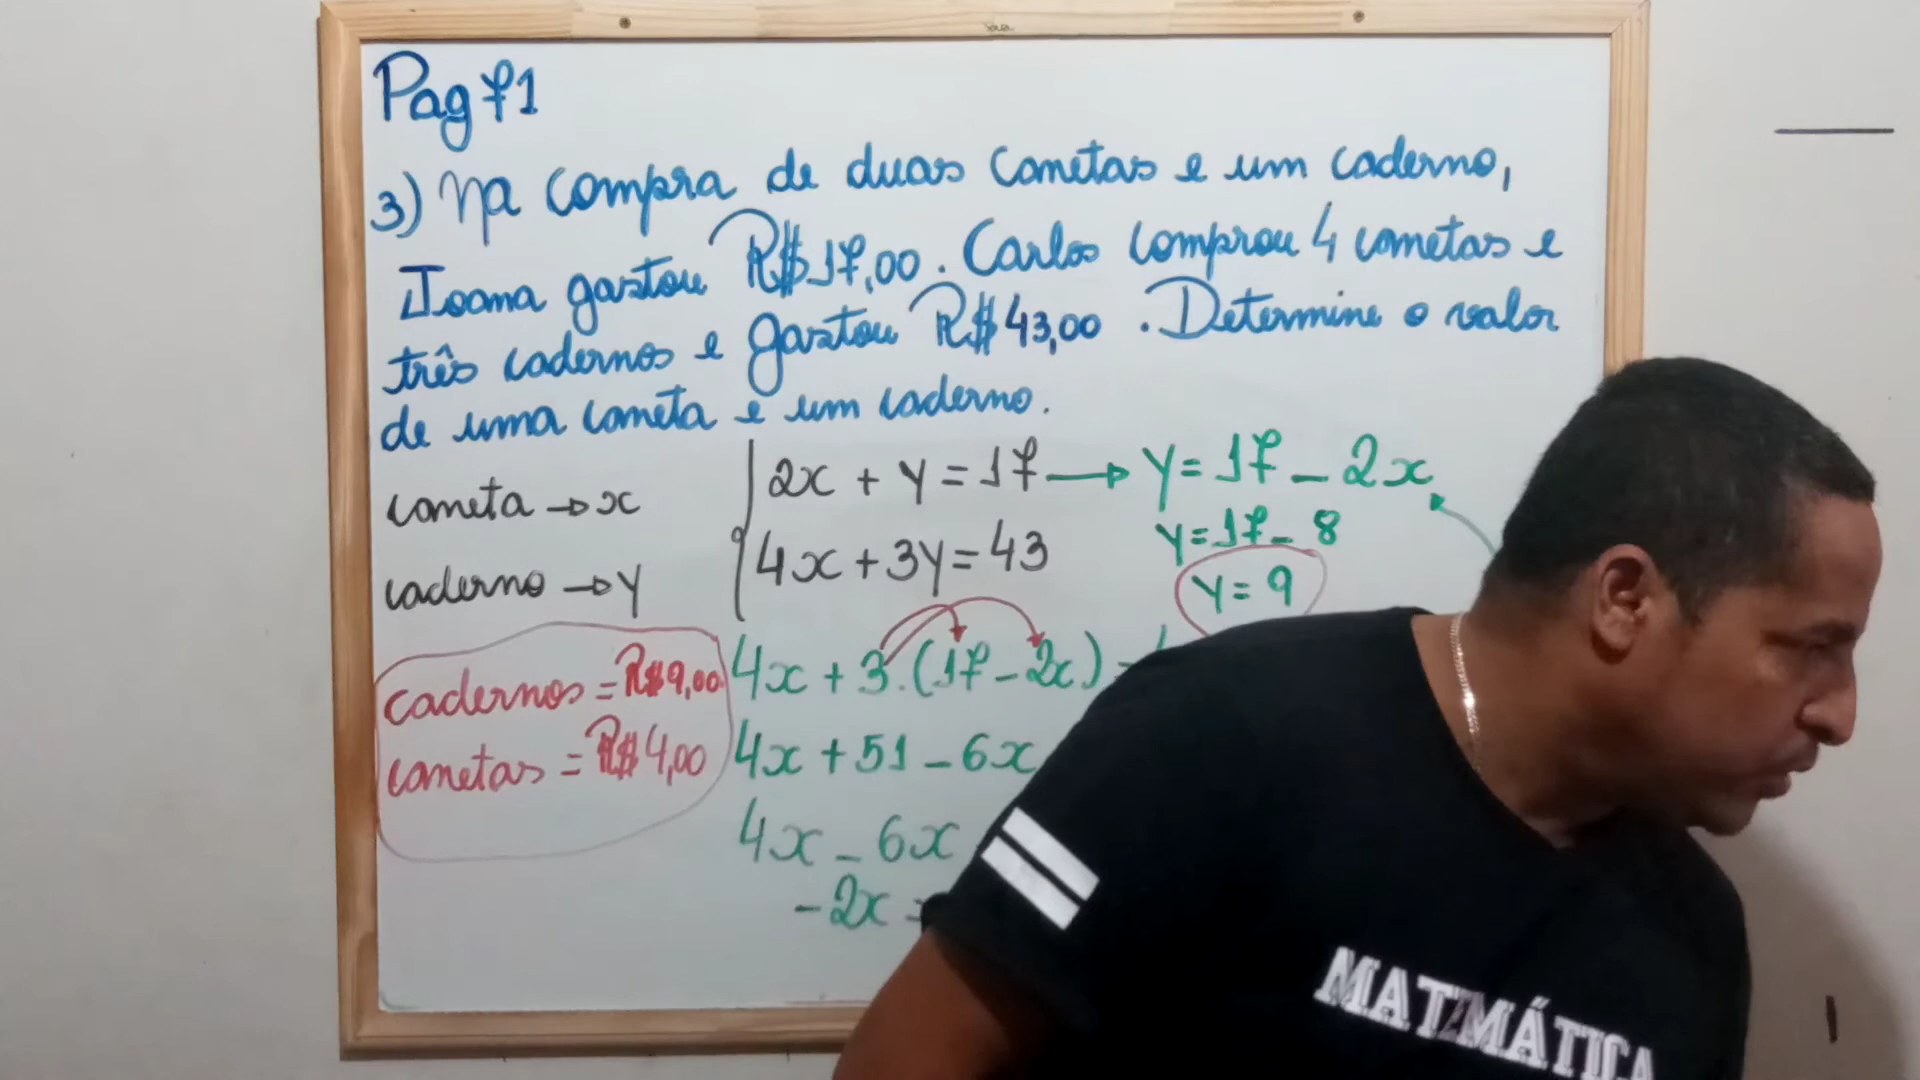 Pag 71
3) Na compra de duas canetas e um caderno,
Joana gastou R$17,00. Carlos comprou 4 canetas e
três cadernos e gastou R$43,00. Determine o valor
de uma caneta e um caderno.
caneta → x
caderno → y
2x + y = 17 → y = 17 - 2x
4x + 3y = 43
y = 17 - 8
y = 9
4x + 3.(17 - 2x)
4x + 51 - 6x
4x - 6x
-2x =
cadernos = R$9,00
canetas = R$4,00
MATEMÁTICA